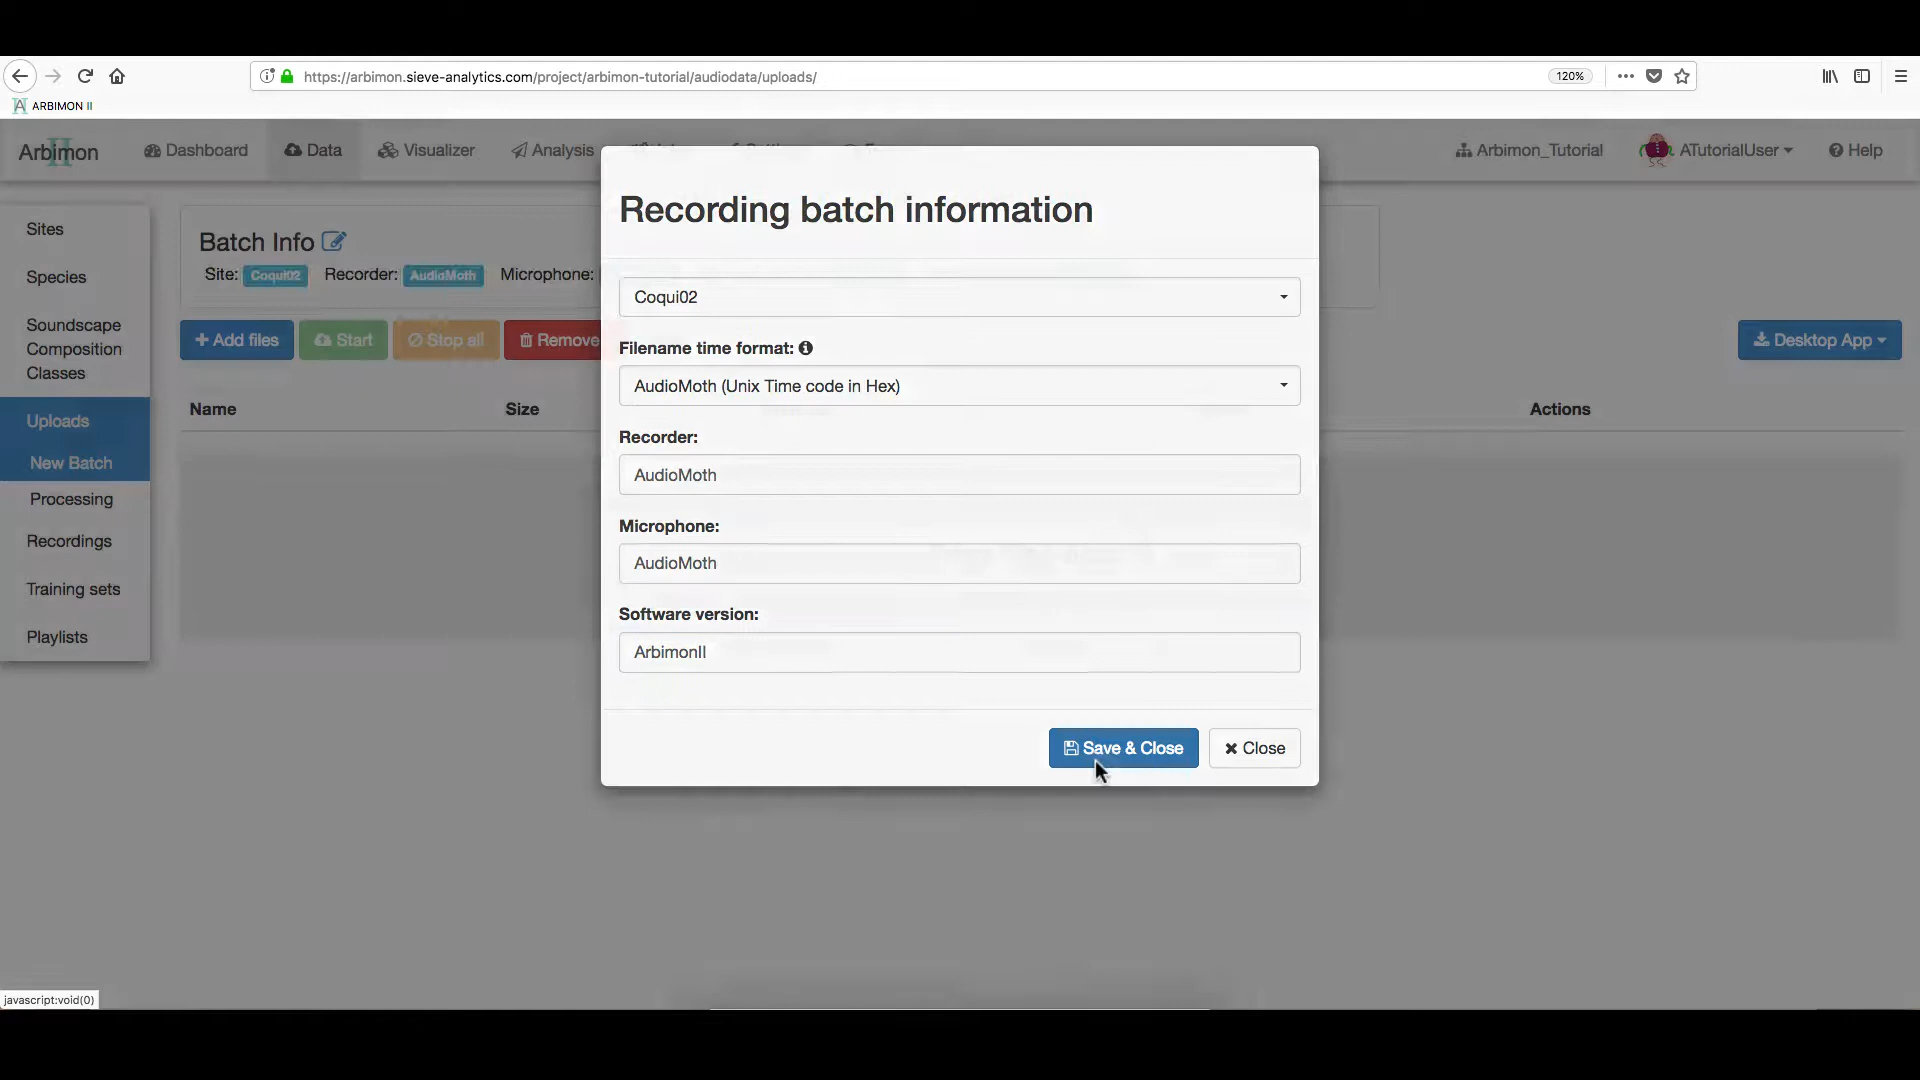 https://arbimon.sieve-analytics.com/project/arbimon-tutorial/audiodata/uploads/
120%
ARBIMON II
Arbimon
Dashboard
Data
Visualizer
Analysis
Arbimon_Tutorial
ATutorialUser
Help
Sites
Species
Soundscape
Composition
Classes
Uploads
New Batch
Processing
Recordings
Training sets
Playlists
Batch Info
Site: Coqui02 Recorder: AudioMoth Microphone:
Add files
Start
Stop all
Remove
Desktop App
Name
Size
Actions
Recording batch information
Coqui02
Filename time format:
AudioMoth (Unix Time code in Hex)
Recorder:
AudioMoth
Microphone:
AudioMoth
Software version:
ArbimonII
Save & Close
Close
javascript:void(0)